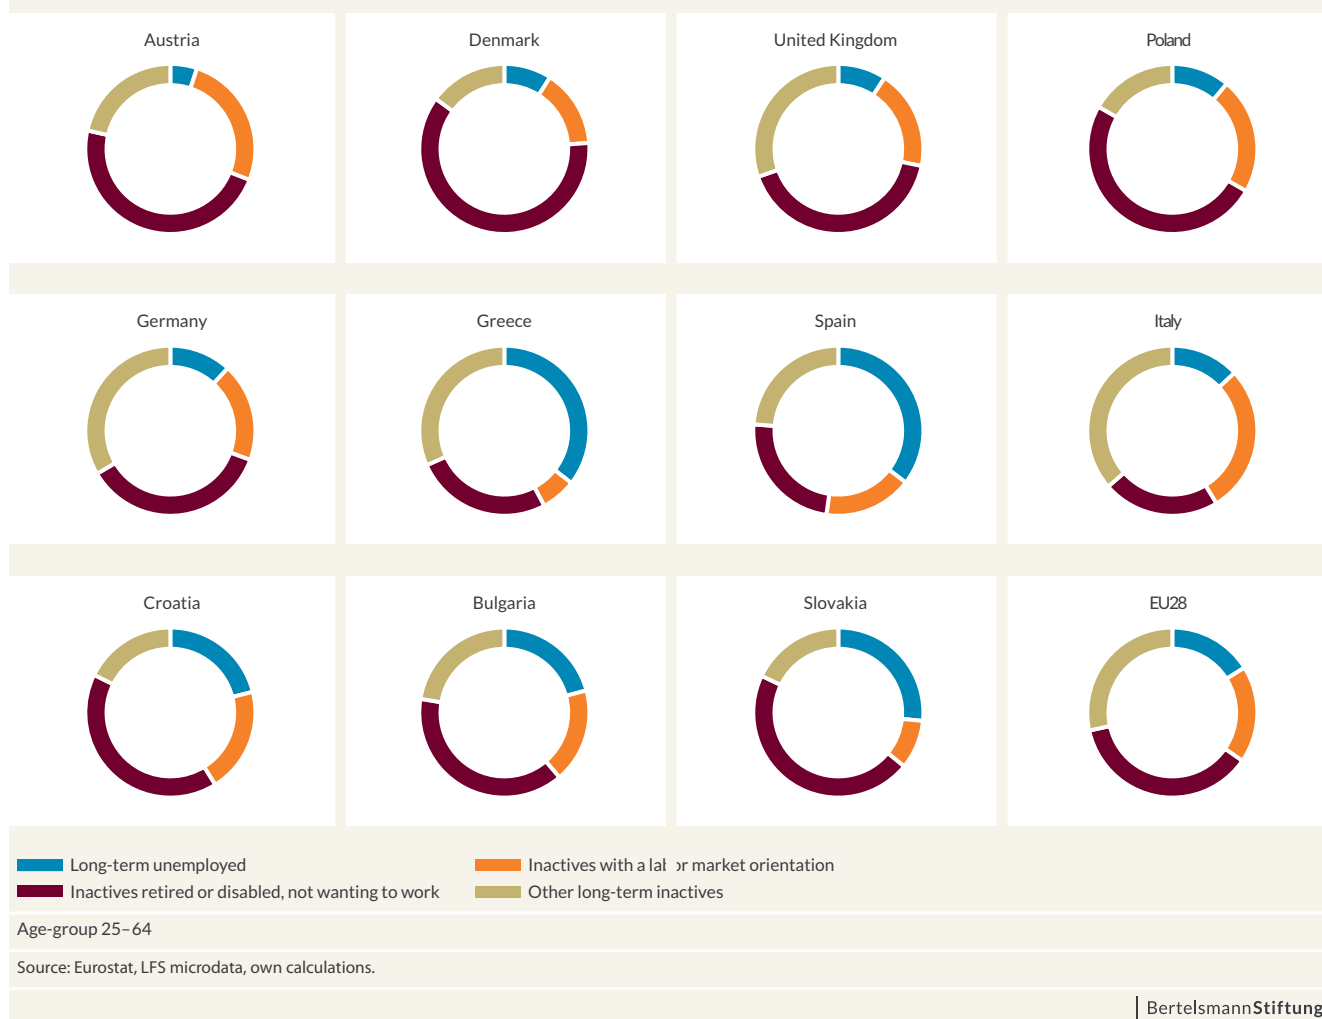 Austria
Denmark
United Kingdom
Poland
Germany
Greece
Spain
Italy
Croatia
Bulgaria
Slovakia
EU28
Long-term unemployed
Inactives with a lab or market orientation
Inactives retired or disabled, not wanting to work
Other long-term inactives
Age-group 25–64
Source: Eurostat, LFS microdata, own calculations.
BertelsmannStiftung